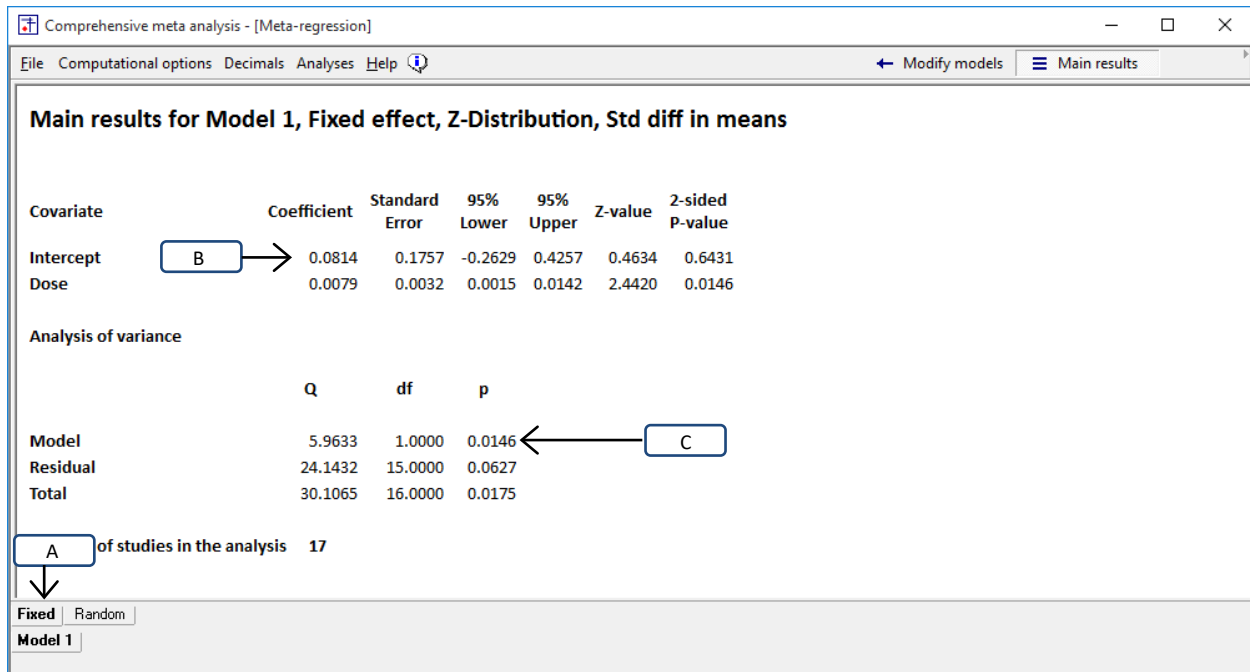 Comprehensive meta analysis - [Meta-regression]
File Computational options Decimals Analyses Help Modify models Main results
Main results for Model 1, Fixed effect, Z-Distribution, Std diff in means
Covariate Coefficient Standard Error 95% Lower 95% Upper Z-value 2-sided P-value
Intercept B 0.0814 0.1757 -0.2629 0.4257 0.4634 0.6431
Dose 0.0079 0.0032 0.0015 0.0142 2.4420 0.0146
Analysis of variance
Q df p
Model 5.9633 1.0000 0.0146 C
Residual 24.1432 15.0000 0.0627
Total 30.1065 16.0000 0.0175
A of studies in the analysis 17
Fixed Random
Model 1